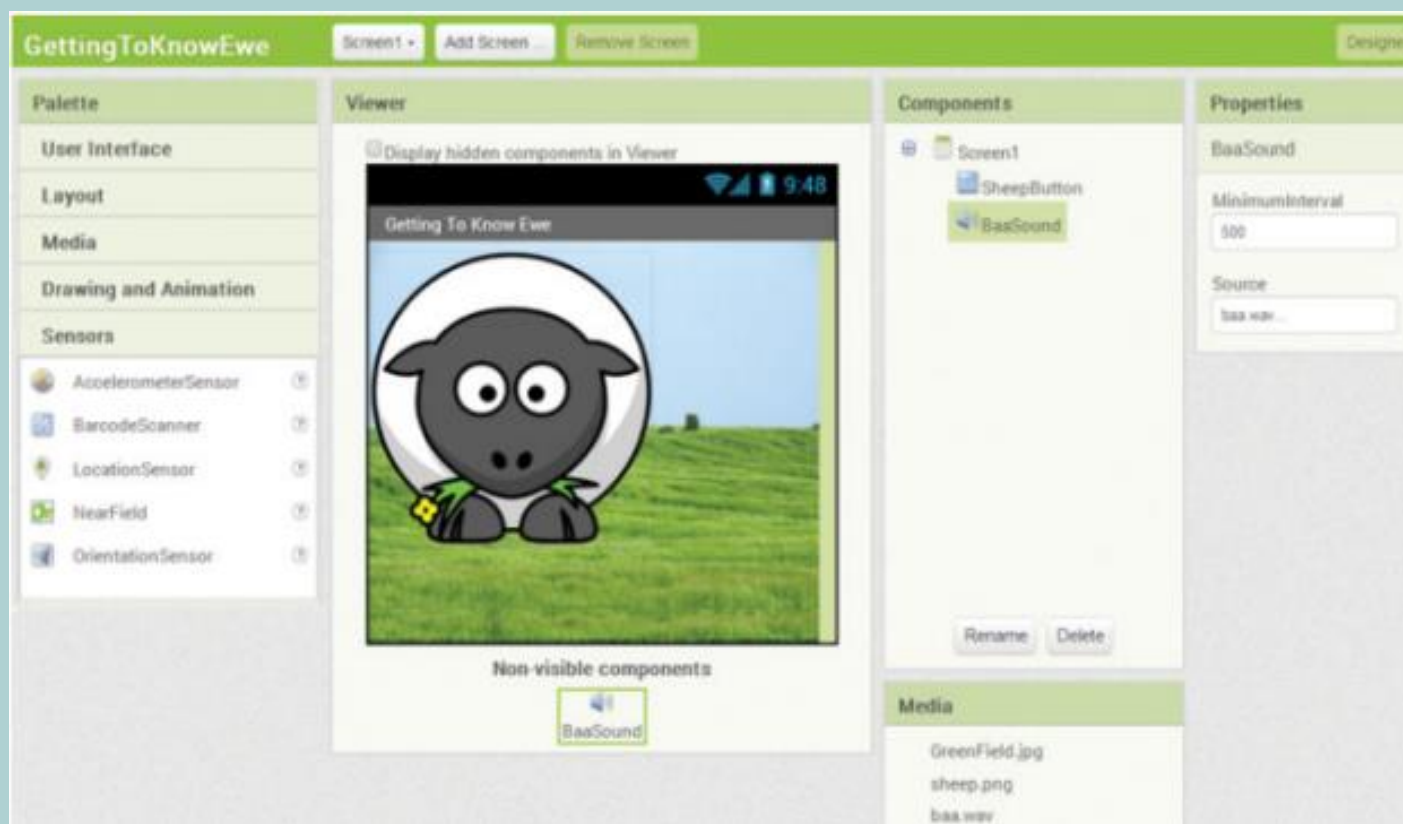 GettingToKnowEwe
Screen1
Add Screen ...
Remove Screen
Designe
Palette
User Interface
Layout
Media
Drawing and Animation
Sensors
AccelerometerSensor
BarcodeScanner
LocationSensor
NearField
OrientationSensor
Viewer
Display hidden components in Viewer
9:48
Getting To Know Ewe
Non-visible components
BaaSound
Components
Screen1
SheepButton
BaaSound
Rename Delete
Media
GreenField.jpg
sheep.png
baa.wav
Properties
BaaSound
MinimumInterval
500
Source
baa.wav...